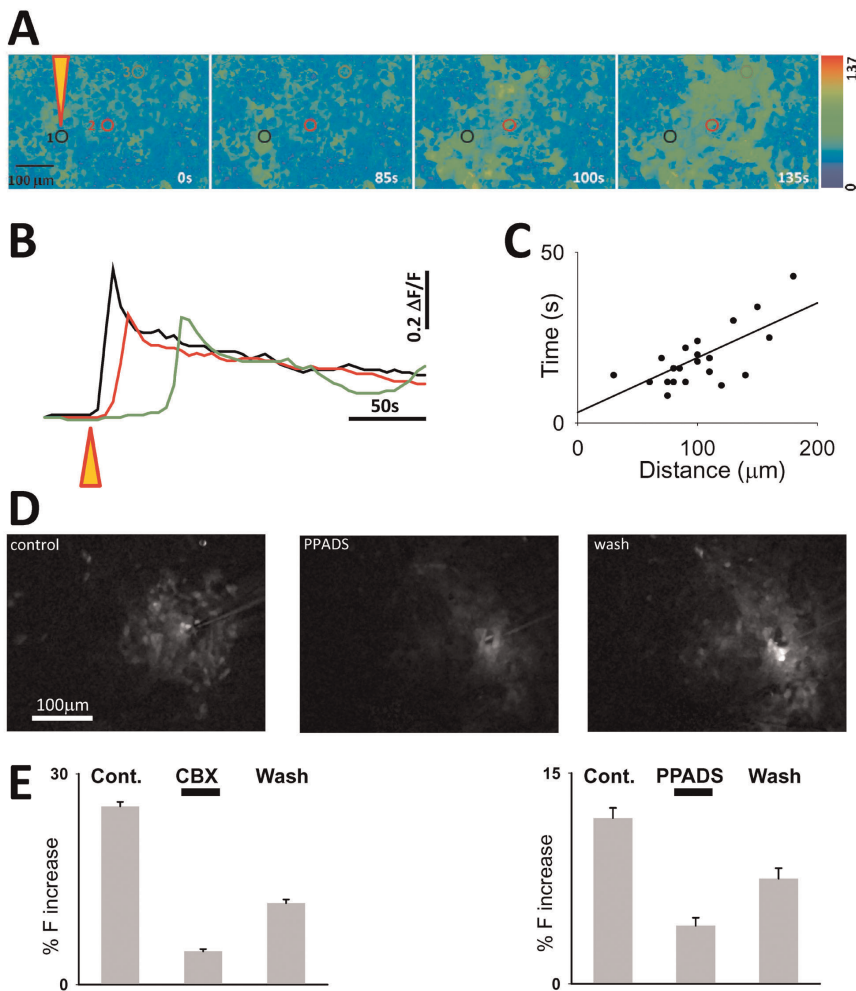 A
1
2
3
100 μm
0s
85s
100s
135s
137
0
B
0.2 ΔF/F
50s
C
50
Time (s)
0
0
100
200
Distance (μm)
D
control
PPADS
wash
100μm
E
30
Cont.
CBX
Wash
% F increase
0
15
Cont.
PPADS
Wash
% F increase
0